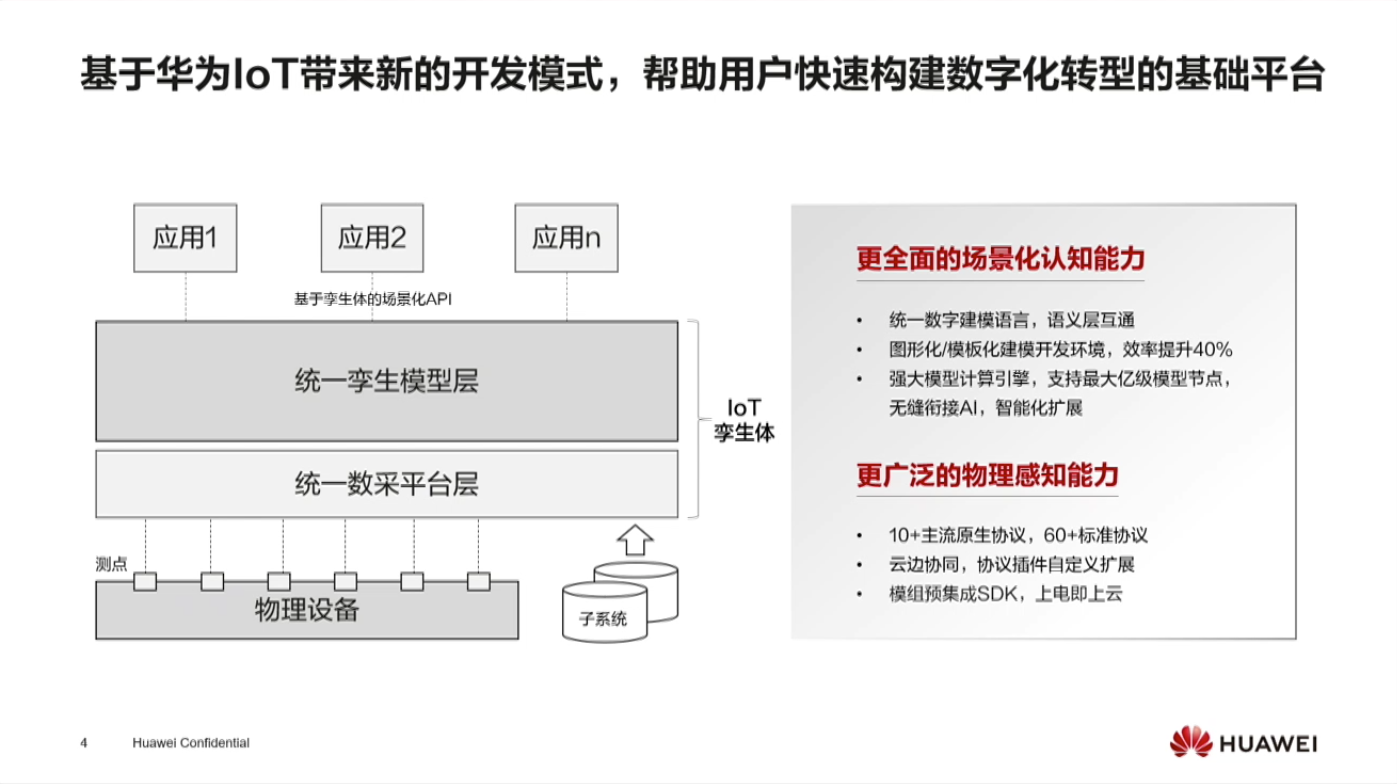 基于华为IoT带来新的开发模式，帮助用户快速构建数字化转型的基础平台
应用1
应用2
应用n
基于孪生体的场景化API
统一孪生模型层
统一数采平台层
IoT
孪生体
测点
物理设备
子系统
更全面的场景化认知能力
• 统一数字建模语言，语义层互通
• 图形化/模板化建模开发环境，效率提升40%
• 强大模型计算引擎，支持最大亿级模型节点，
无缝衔接AI，智能化扩展
更广泛的物理感知能力
• 10+主流原生协议，60+标准协议
• 云边协同，协议插件自定义扩展
• 模组预集成SDK，上电即上云
4 Huawei Confidential
HUAWEI